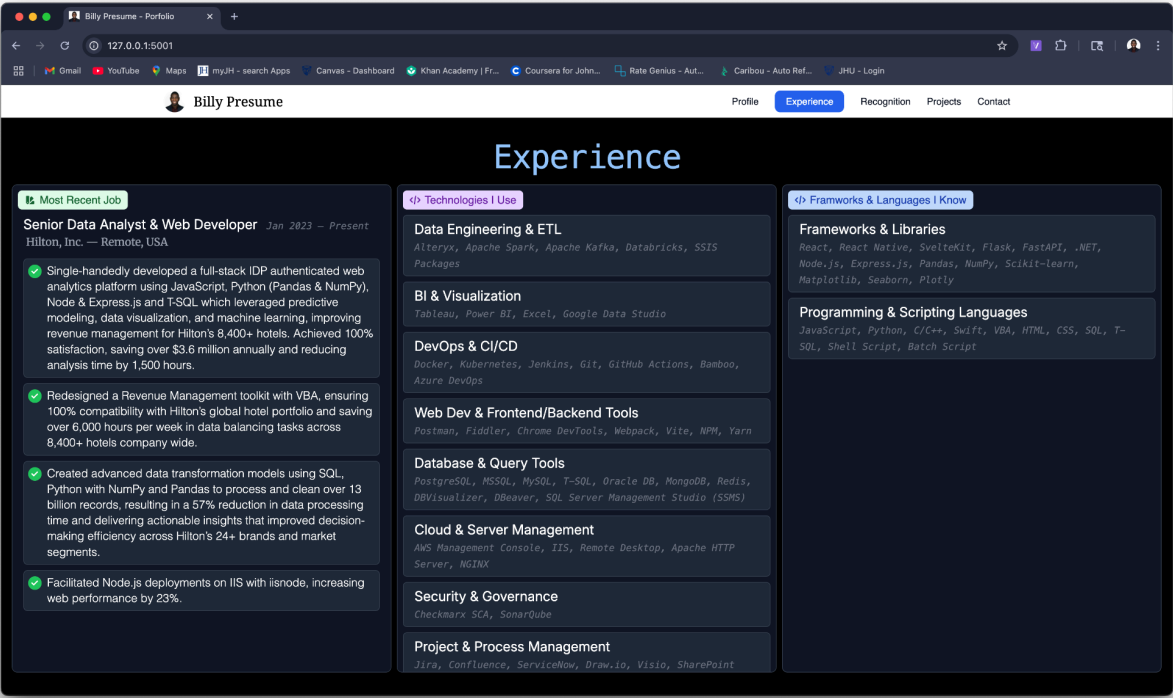 Billy Presume - Porfolio
127.0.0.1:5001
Gmail
YouTube
Maps
myJH - search Apps
Canvas - Dashboard
Khan Academy | Fr...
Coursera for John...
Rate Genius - Aut...
Caribou - Auto Ref...
JHU - Login
Billy Presume
Profile
Experience
Recognition
Projects
Contact
Experience
Most Recent Job
Senior Data Analyst & Web Developer Jan 2023 – Present
Hilton, Inc. — Remote, USA
Single-handedly developed a full-stack IDP authenticated web
analytics platform using JavaScript, Python (Pandas & NumPy),
Node & Express.js and T-SQL which leveraged predictive
modeling, data visualization, and machine learning, improving
revenue management for Hilton's 8,400+ hotels. Achieved 100%
satisfaction, saving over $3.6 million annually and reducing
analysis time by 1,500 hours.
Redesigned a Revenue Management toolkit with VBA, ensuring
100% compatibility with Hilton's global hotel portfolio and saving
over 6,000 hours per week in data balancing tasks across
8,400+ hotels company wide.
Created advanced data transformation models using SQL,
Python with NumPy and Pandas to process and clean over 13
billion records, resulting in a 57% reduction in data processing
time and delivering actionable insights that improved decision-
making efficiency across Hilton's 24+ brands and market
segments.
Facilitated Node.js deployments on IIS with iisnode, increasing
web performance by 23%.
</> Technologies I Use
Data Engineering & ETL
Alteryx, Apache Spark, Apache Kafka, Databricks, SSIS
Packages
BI & Visualization
Tableau, Power BI, Excel, Google Data Studio
DevOps & CI/CD
Docker, Kubernetes, Jenkins, Git, GitHub Actions, Bamboo,
Azure DevOps
Web Dev & Frontend/Backend Tools
Postman, Fiddler, Chrome DevTools, Webpack, Vite, NPM, Yarn
Database & Query Tools
PostgreSQL, MSSQL, MySQL, T-SQL, Oracle DB, MongoDB, Redis,
DBVisualizer, DBeaver, SQL Server Management Studio (SSMS)
Cloud & Server Management
AWS Management Console, IIS, Remote Desktop, Apache HTTP
Server, NGINX
Security & Governance
Checkmarx SCA, SonarQube
Project & Process Management
Jira, Confluence, ServiceNow, Draw.io, Visio, SharePoint
</> Framworks & Languages I Know
Frameworks & Libraries
React, React Native, SvelteKit, Flask, FastAPI, .NET,
Node.js, Express.js, Pandas, NumPy, Scikit-learn,
Matplotlib, Seaborn, Plotly
Programming & Scripting Languages
JavaScript, Python, C/C++, Swift, VBA, HTML, CSS, SQL, T-
SQL, Shell Script, Batch Script